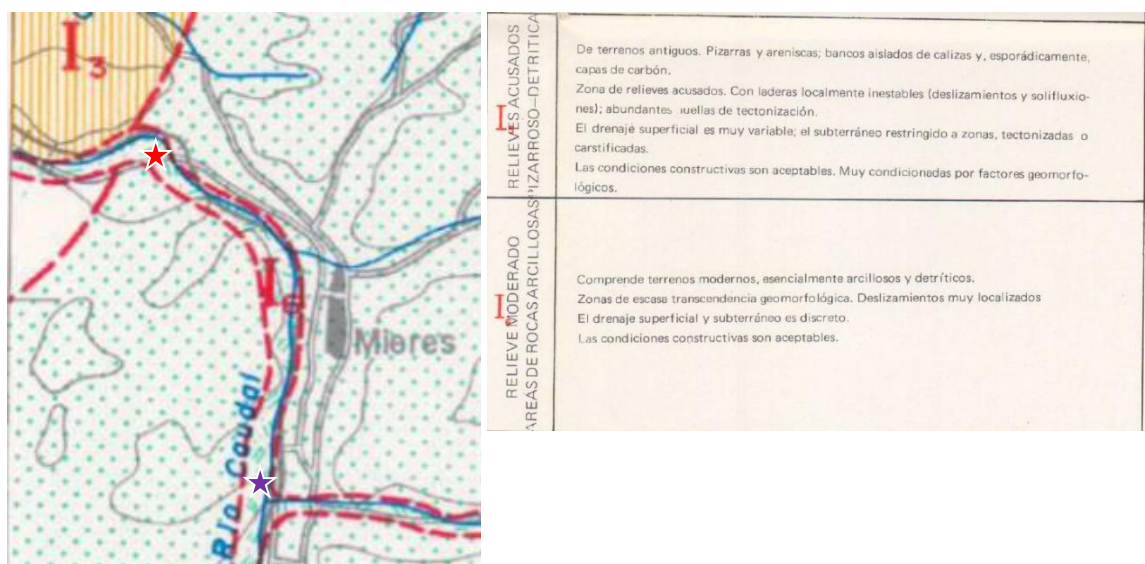 I₃
I
Mieres
Río Caudal
RELIEVES ACUSADOS
PIZARROSO-DETRITICA
De terrenos antiguos. Pizarras y areniscas; bancos aislados de calizas y, esporádicamente,
capas de carbón.
Zona de relieves acusados. Con laderas localmente inestables (deslizamientos y solifluxio-
nes); abundantes huellas de tectonización.
El drenaje superficial es muy variable; el subterráneo restringido a zonas, tectonizadas o
carstificadas.
Las condiciones constructivas son aceptables. Muy condicionadas por factores geomorfo-
lógicos.
RELIEVE MODERADO
AREAS DE ROCAS ARCILLOSAS
Comprende terrenos modernos, esencialmente arcillosos y detríticos.
Zonas de escasa transcendencia geomorfológica. Deslizamientos muy localizados
El drenaje superficial y subterráneo es discreto.
Las condiciones constructivas son aceptables.